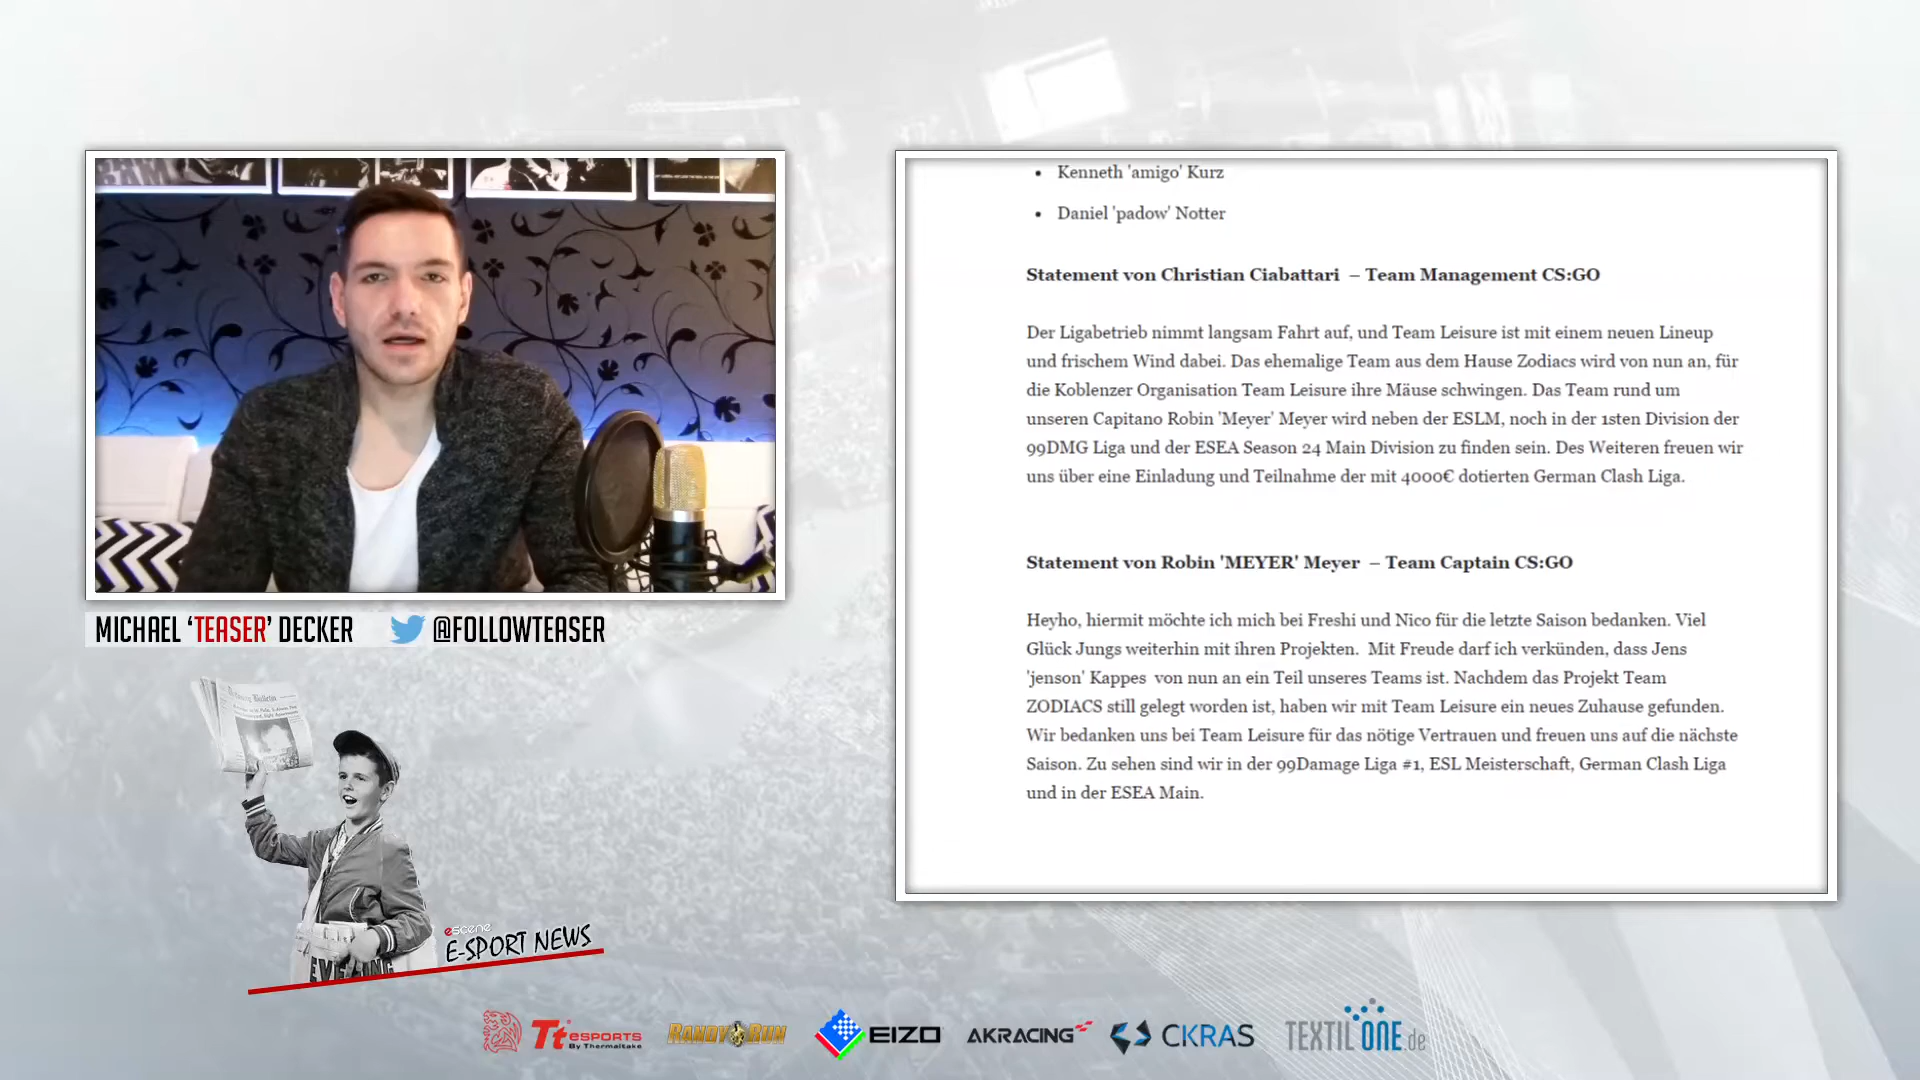 Kenneth 'amigo' Kurz
Daniel 'padow' Notter
Statement von Christian Ciabattari – Team Management CS:GO
Der Ligabetrieb nimmt langsam Fahrt auf, und Team Leisure ist mit einem neuen Lineup
und frischem Wind dabei. Das ehemalige Team aus dem Hause Zodiacs wird von nun an, für
die Koblenzer Organisation Team Leisure ihre Mäuse schwingen. Das Team rund um
unseren Capitano Robin 'Meyer' Meyer wird neben der ESLM, noch in der 1sten Division der
99DMG Liga und der ESEA Season 24 Main Division zu finden sein. Des Weiteren freuen wir
uns über eine Einladung und Teilnahme der mit 4000€ dotierten German Clash Liga.
Statement von Robin 'MEYER' Meyer – Team Captain CS:GO
Heyho, hiermit möchte ich mich bei Freshi und Nico für die letzte Saison bedanken. Viel
Glück Jungs weiterhin mit ihren Projekten. Mit Freude darf ich verkünden, dass Jens
'jenson' Kappes von nun an ein Teil unseres Teams ist. Nachdem das Projekt Team
ZODIACS still gelegt worden ist, haben wir mit Team Leisure ein neues Zuhause gefunden.
Wir bedanken uns bei Team Leisure für das nötige Vertrauen und freuen uns auf die nächste
Saison. Zu sehen sind wir in der 99Damage Liga #1, ESL Meisterschaft, German Clash Liga
und in der ESEA Main.
MICHAEL ‘TEASER’ DECKER @FOLLOWTEASER
escene
E-SPORT NEWS
Tt eSPORTS
By Thermaltake
RANDYRUN
EIZO
AKRACING
CKRAS
TEXTILONE.de